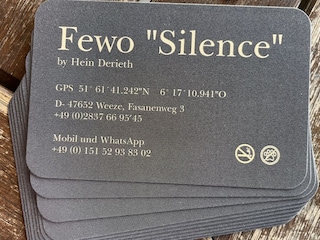 Fewo "Silence"
by Hein Derieth
GPS 51° 61'41.242"N 6° 17'10.941"O
D- 47652 Weeze, Fasanenweg 3
+49 (0)2837 66 95'45
Mobil und WhatsApp
+49 (0) 151 52 93 83 02